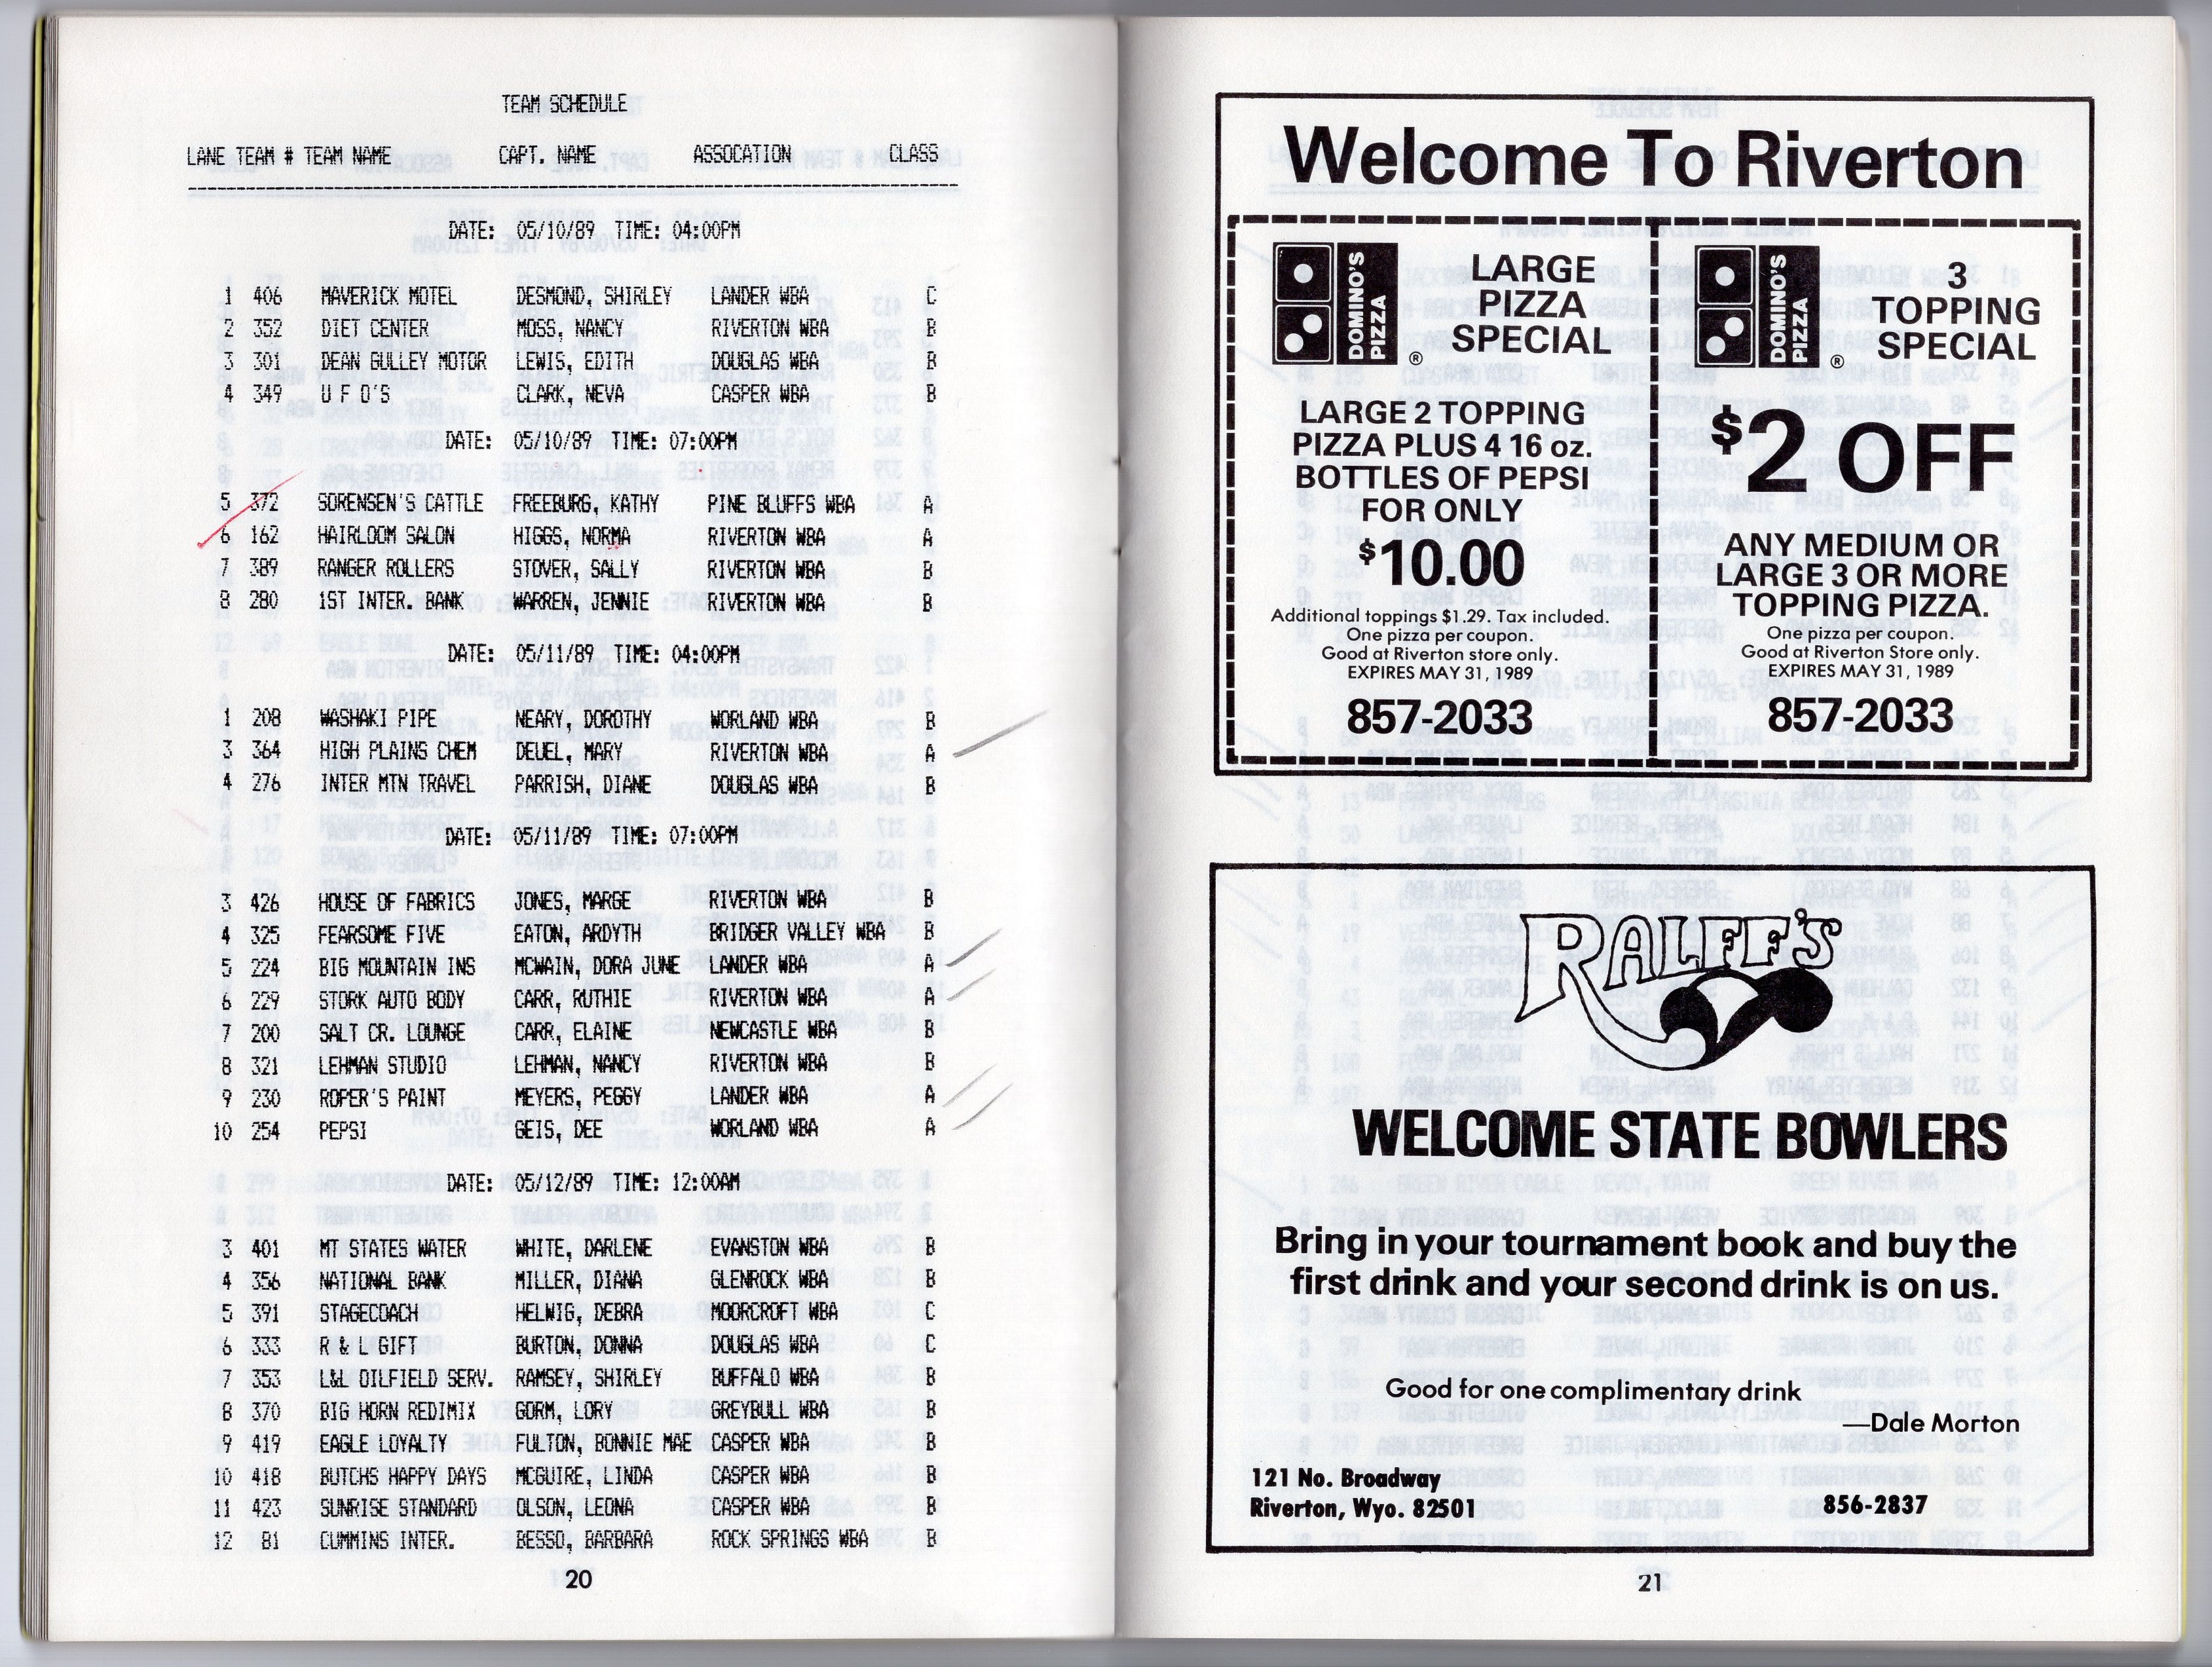 TEAM SCHEDULE
LANE TEAM # TEAM NAME CAPT. NAME ASSOCATION CLASS
DATE: 05/10/89 TIME: 04:00PM
1 406 MAVERICK MOTEL DESMOND, SHIRLEY LANDER WBA C
2 352 DIET CENTER MOSS, NANCY RIVERTON WBA B
3 301 DEAN GULLEY MOTOR LEWIS, EDITH DOUGLAS WBA B
4 349 U F O'S CLARK, NEVA CASPER WBA B
DATE: 05/10/89 TIME: 07:00PM
5 372 SORENSEN'S CATTLE FREEBURG, KATHY PINE BLUFFS WBA A
6 162 HAIRLOOM SALON HIGGS, NORMA RIVERTON WBA A
7 389 RANGER ROLLERS STOVER, SALLY RIVERTON WBA B
8 280 1ST INTER. BANK WARREN, JENNIE RIVERTON WBA B
DATE: 05/11/89 TIME: 04:00PM
1 208 WASHAKI PIPE NEARY, DOROTHY WORLAND WBA B
3 364 HIGH PLAINS CHEM DEUEL, MARY RIVERTON WBA A
4 276 INTER MTN TRAVEL PARRISH, DIANE DOUGLAS WBA B
DATE: 05/11/89 TIME: 07:00PM
3 426 HOUSE OF FABRICS JONES, MARGE RIVERTON WBA B
4 325 FEARSOME FIVE EATON, ARDYTH BRIDGER VALLEY WBA B
5 224 BIG MOUNTAIN INS MCWAIN, DORA JUNE LANDER WBA A
6 229 STORK AUTO BODY CARR, RUTHIE RIVERTON WBA A
7 200 SALT CR. LOUNGE CARR, ELAINE NEWCASTLE WBA B
8 321 LEHMAN STUDIO LEHMAN, NANCY RIVERTON WBA B
9 230 ROPER'S PAINT MEYERS, PEGGY LANDER WBA A
10 254 PEPSI GEIS, DEE WORLAND WBA A
DATE: 05/12/89 TIME: 12:00AM
3 401 MT STATES WATER WHITE, DARLENE EVANSTON WBA B
4 356 NATIONAL BANK MILLER, DIANA GLENROCK WBA B
5 391 STAGECOACH HELWIG, DEBRA MOORCROFT WBA C
6 333 R & L GIFT BURTON, DONNA DOUGLAS WBA C
7 353 L&L OILFIELD SERV. RAMSEY, SHIRLEY BUFFALO WBA B
8 370 BIG HORN REDIMIX GORM, LORY GREYBULL WBA B
9 419 EAGLE LOYALTY FULTON, BONNIE MAE CASPER WBA B
10 418 BUTCHS HAPPY DAYS MCGUIRE, LINDA CASPER WBA B
11 423 SUNRISE STANDARD OLSON, LEONA CASPER WBA B
12 81 CUMMINS INTER. BESSO, BARBARA ROCK SPRINGS WBA B
20
Welcome To Riverton
DOMINO'S PIZZA ®
LARGE
PIZZA
SPECIAL
LARGE 2 TOPPING
PIZZA PLUS 4 16 oz.
BOTTLES OF PEPSI
FOR ONLY
$10.00
Additional toppings $1.29. Tax included.
One pizza per coupon.
Good at Riverton store only.
EXPIRES MAY 31, 1989
857-2033
DOMINO'S PIZZA ®
3
TOPPING
SPECIAL
$2 OFF
ANY MEDIUM OR
LARGE 3 OR MORE
TOPPING PIZZA.
One pizza per coupon.
Good at Riverton Store only.
EXPIRES MAY 31, 1989
857-2033
RALFF'S
WELCOME STATE BOWLERS
Bring in your tournament book and buy the
first drink and your second drink is on us.
Good for one complimentary drink
—Dale Morton
121 No. Broadway
Riverton, Wyo. 82501
856-2837
21